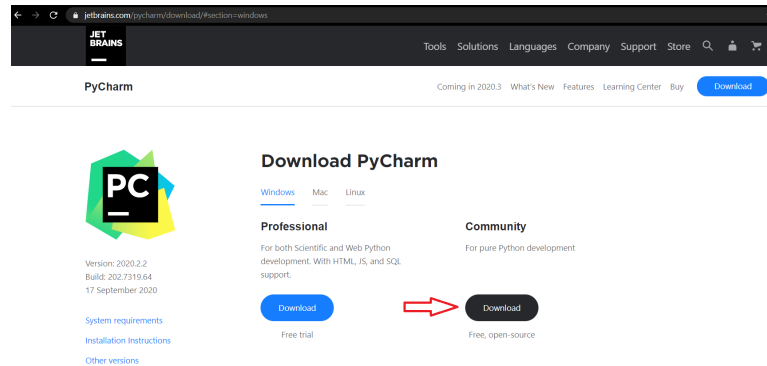 jetbrains.com/pycharm/download/#section=windows
JET
BRAINS
Tools Solutions Languages Company Support Store
PyCharm
Coming in 2020.3 What's New Features Learning Center Buy Download
PC
Download PyCharm
Windows Mac Linux
Professional
For both Scientific and Web Python
development. With HTML, JS, and SQL
support.
Download
Free trial
Community
For pure Python development
Download
Free, open-source
Version: 2020.2.2
Build: 202.7319.64
17 September 2020
System requirements
Installation Instructions
Other versions